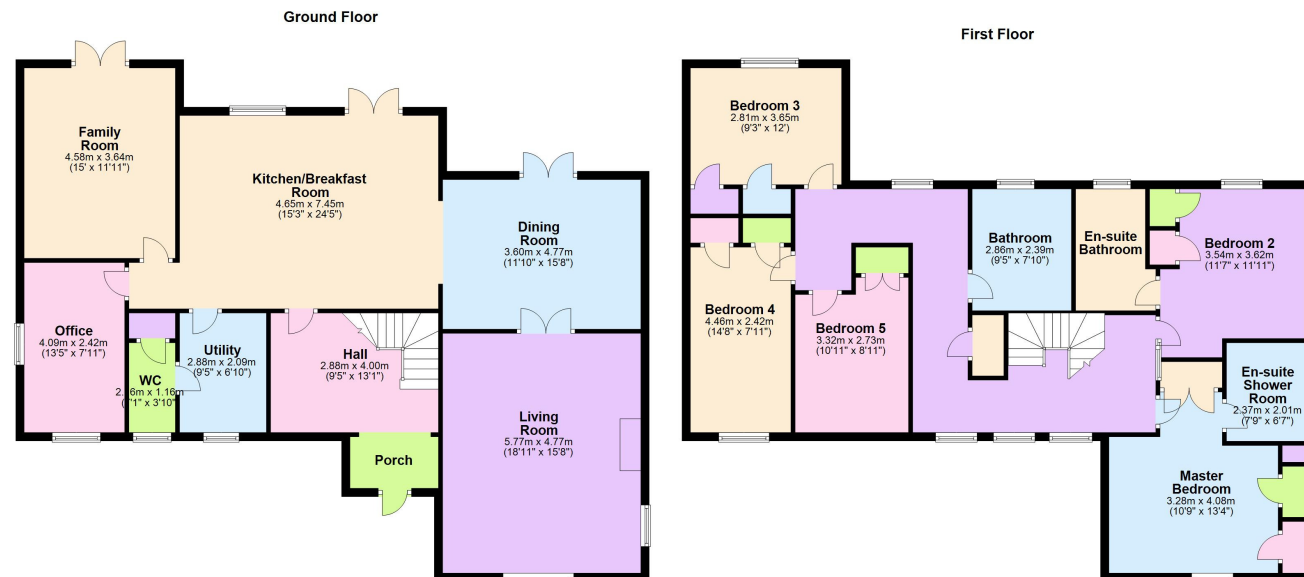 Ground Floor
Family
Room
4.58m x 3.64m
(15' x 11'11")
Kitchen/Breakfast
Room
4.65m x 7.45m
(15'3" x 24'5")
Dining
Room
3.60m x 4.77m
(11'10" x 15'8")
Office
4.09m x 2.42m
(13'5" x 7'11")
WC
x 1.16m
x 3'10")
Utility
2.88m x 2.09m
(9'5" x 6'10")
Hall
2.88m x 4.00m
(9'5" x 13'1")
Living
Room
5.77m x 4.77m
(18'11" x 15'8")
Porch
First Floor
Bedroom 3
2.81m x 3.65m
(9'3" x 12')
Bathroom
2.86m x 2.39m
(9'5" x 7'10")
En-suite
Bathroom
Bedroom 2
3.54m x 3.62m
(11'7" x 11'11")
Bedroom 4
4.46m x 2.42m
(14'8" x 7'11")
Bedroom 5
3.32m x 2.73m
(10'11" x 8'11")
En-suite
Shower
Room
2.37m x 2.01m
(7'9" x 6'7")
Master
Bedroom
3.28m x 4.08m
(10'9" x 13'4")